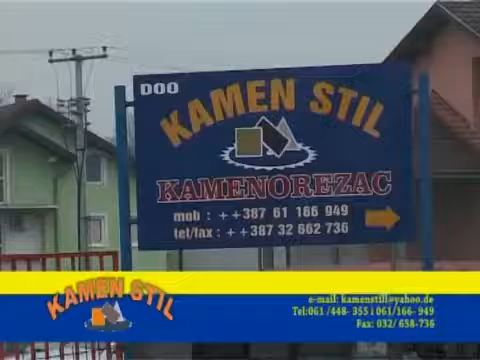 DOO
KAMEN STIL
KAMENOREZAC
mob : ++387 61 166 949
tel/fax : ++387 32 662 736
KAMEN STIL
e-mail: kamenstil@yahoo.de
Tel:061 /448- 355 i 061/166- 949
Fax: 032/ 658-736